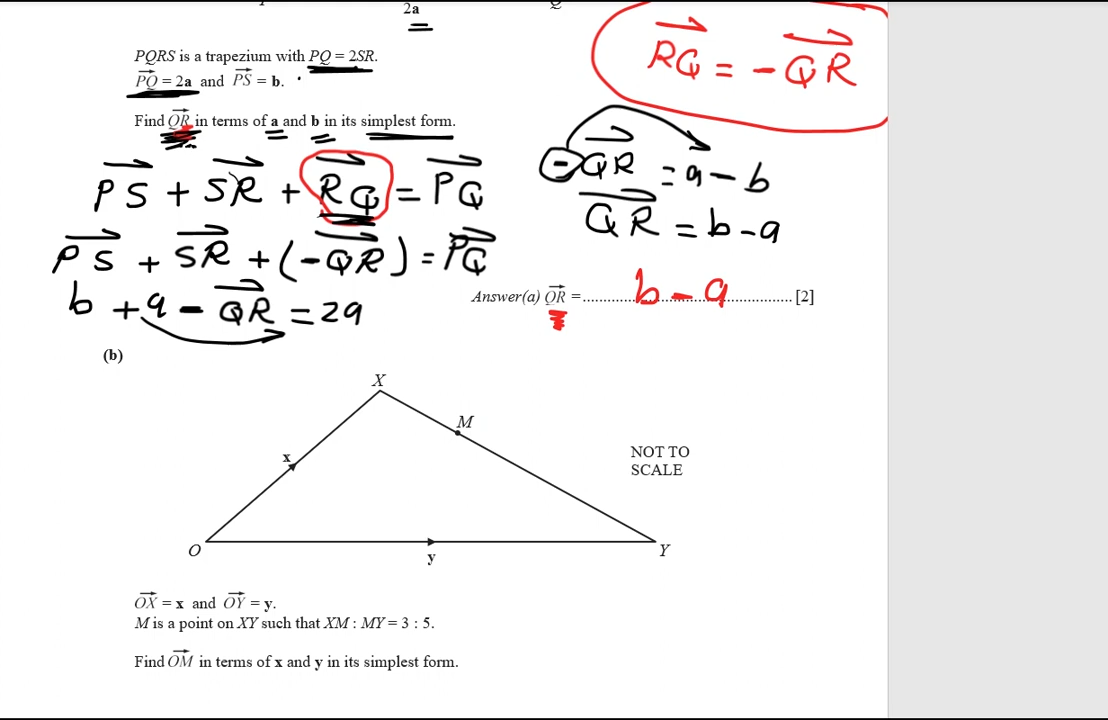 2a
PQRS is a trapezium with PQ = 2SR.
PQ = 2a and PS = b.
Find QR in terms of a and b in its simplest form.
RQ = - QR
PS + SR + RQ = PQ
PS + SR + (-QR) = PQ
b + a - QR = 2a
-QR = a - b
QR = b - a
Answer(a) QR = b - a [2]
(b)
X
M
x
NOT TO
SCALE
O
Y
y
OX = x and OY = y.
M is a point on XY such that XM : MY = 3 : 5.
Find OM in terms of x and y in its simplest form.